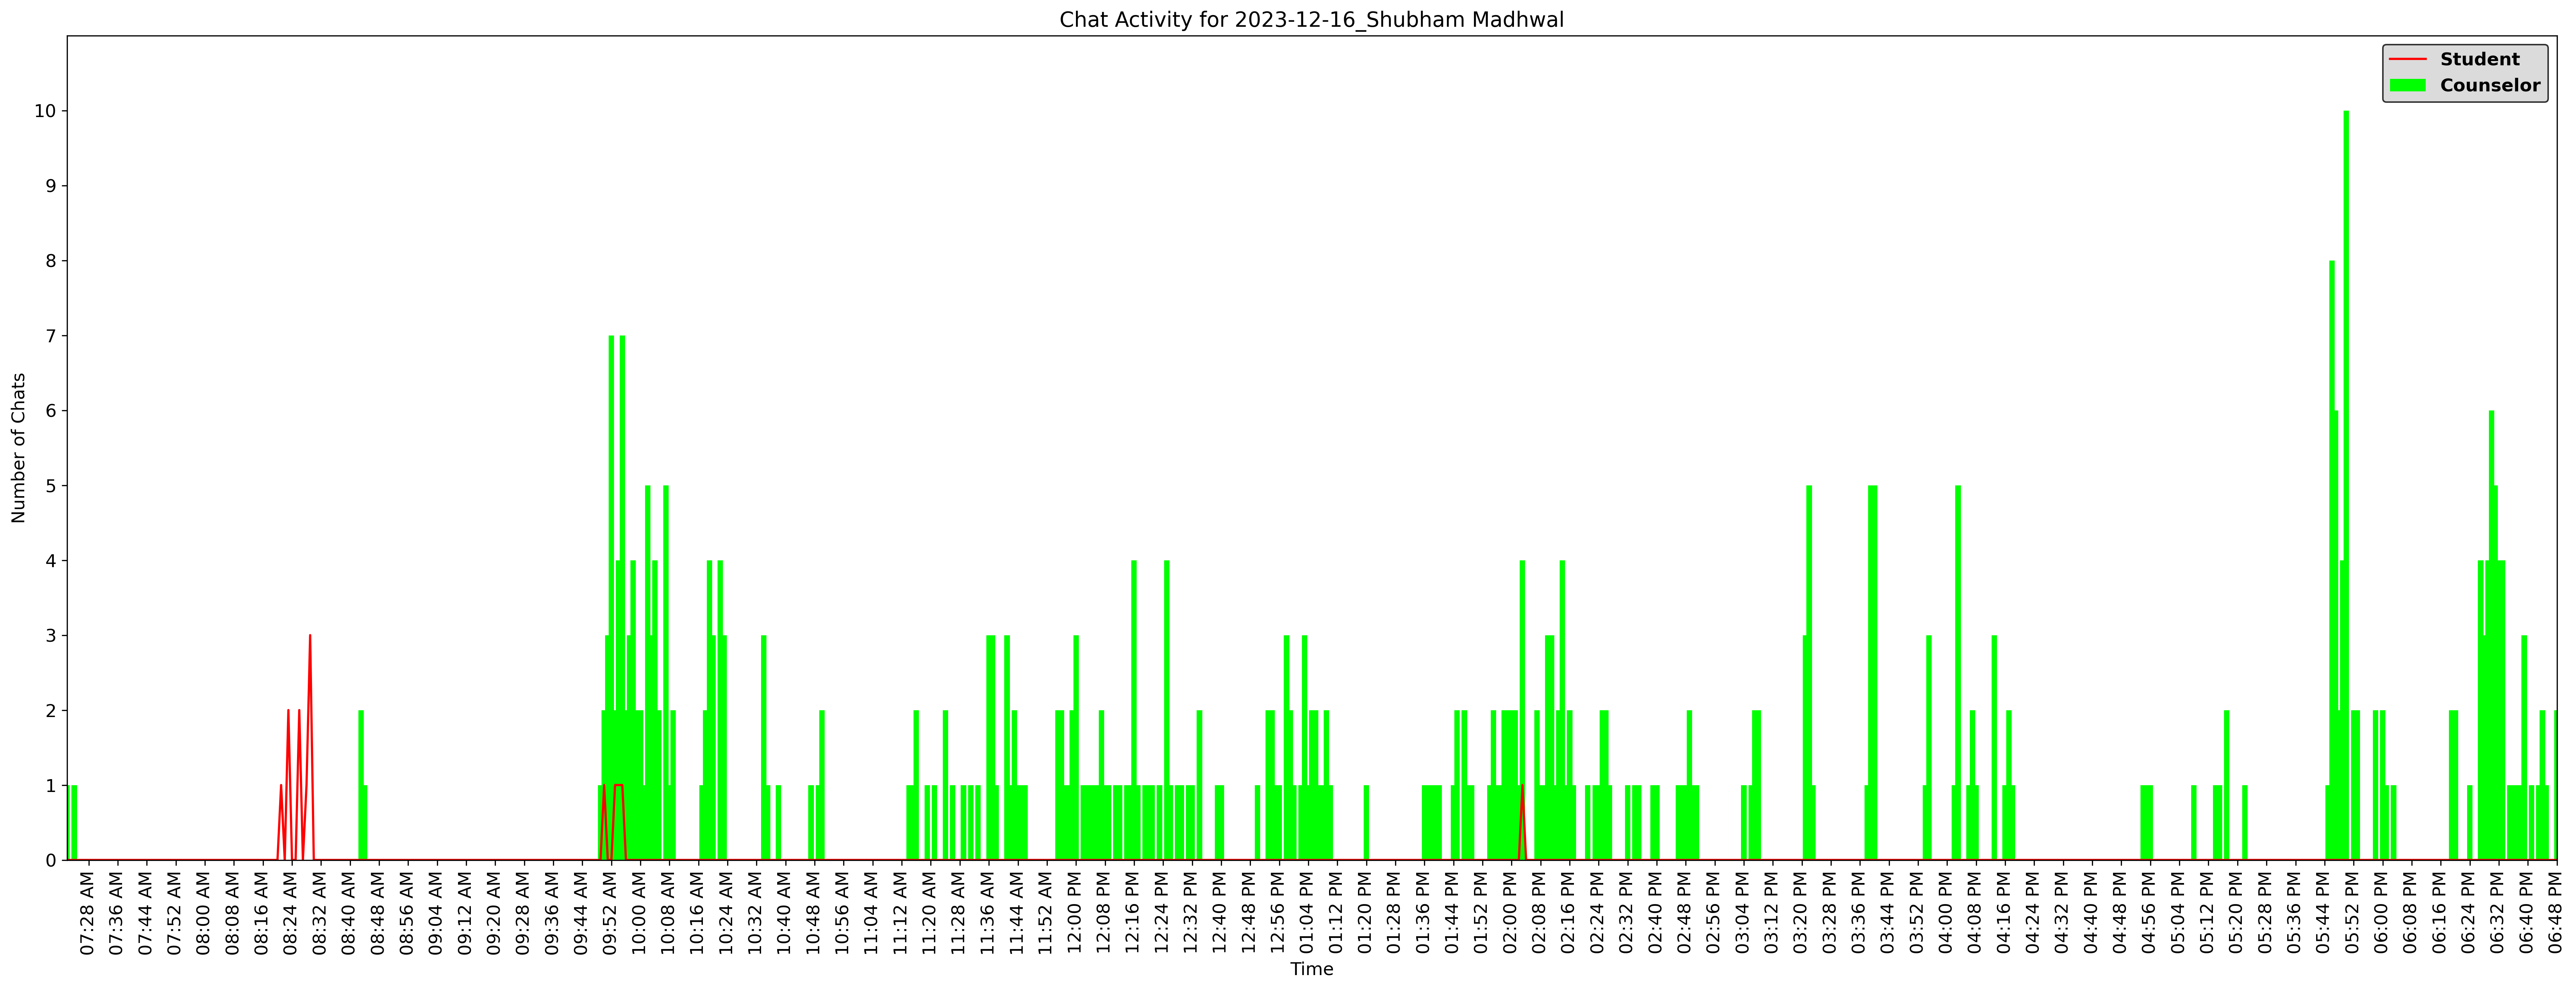 Chat Activity for 2023-12-16_Shubham Madhwal
Student
Counselor
Number of Chats
10
9
8
7
6
5
4
3
2
1
0
07:28 AM
07:36 AM
07:44 AM
07:52 AM
08:00 AM
08:08 AM
08:16 AM
08:24 AM
08:32 AM
08:40 AM
08:48 AM
08:56 AM
09:04 AM
09:12 AM
09:20 AM
09:28 AM
09:36 AM
09:44 AM
09:52 AM
10:00 AM
10:08 AM
10:16 AM
10:24 AM
10:32 AM
10:40 AM
10:48 AM
10:56 AM
11:04 AM
11:12 AM
11:20 AM
11:28 AM
11:36 AM
11:44 AM
11:52 AM
12:00 PM
12:08 PM
12:16 PM
12:24 PM
12:32 PM
12:40 PM
12:48 PM
12:56 PM
01:04 PM
01:12 PM
01:20 PM
01:28 PM
01:36 PM
01:44 PM
01:52 PM
02:00 PM
02:08 PM
02:16 PM
02:24 PM
02:32 PM
02:40 PM
02:48 PM
02:56 PM
03:04 PM
03:12 PM
03:20 PM
03:28 PM
03:36 PM
03:44 PM
03:52 PM
04:00 PM
04:08 PM
04:16 PM
04:24 PM
04:32 PM
04:40 PM
04:48 PM
04:56 PM
05:04 PM
05:12 PM
05:20 PM
05:28 PM
05:36 PM
05:44 PM
05:52 PM
06:00 PM
06:08 PM
06:16 PM
06:24 PM
06:32 PM
06:40 PM
06:48 PM
Time